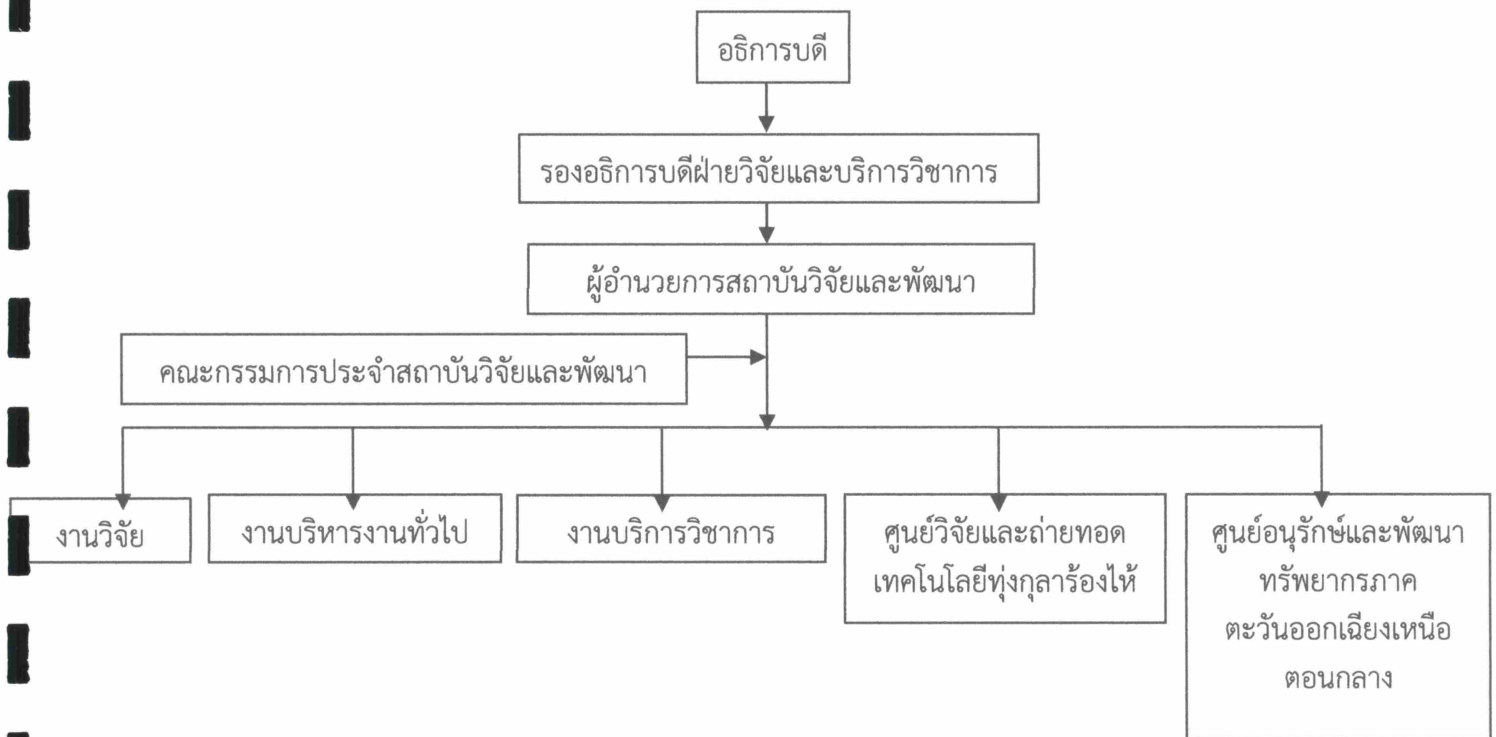 อธิการบดี
รองอธิการบดีฝ่ายวิจัยและบริการวิชาการ
ผู้อำนวยการสถาบันวิจัยและพัฒนา
คณะกรรมการประจำสถาบันวิจัยและพัฒนา
งานวิจัย
งานบริหารงานทั่วไป
งานบริการวิชาการ
ศูนย์วิจัยและถ่ายทอด
เทคโนโลยีทุ่งกุลาร้องไห้
ศูนย์อนุรักษ์และพัฒนา
ทรัพยากรภาค
ตะวันออกเฉียงเหนือ
ตอนกลาง